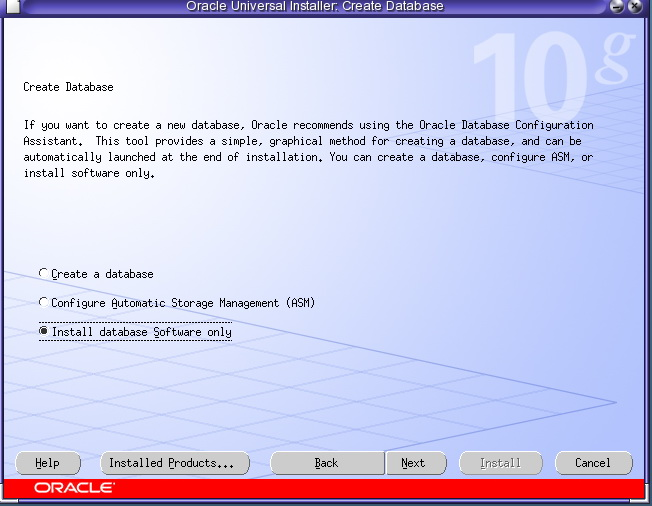 Oracle Universal Installer: Create Database
10g
Create Database
If you want to create a new database, Oracle recommends using the Oracle Database Configuration
Assistant. This tool provides a simple, graphical method for creating a database, and can be
automatically launched at the end of installation. You can create a database, configure ASM, or
install software only.
Create a database
Configure Automatic Storage Management (ASM)
Install database Software only
Help
Installed Products...
Back
Next
Install
Cancel
ORACLE